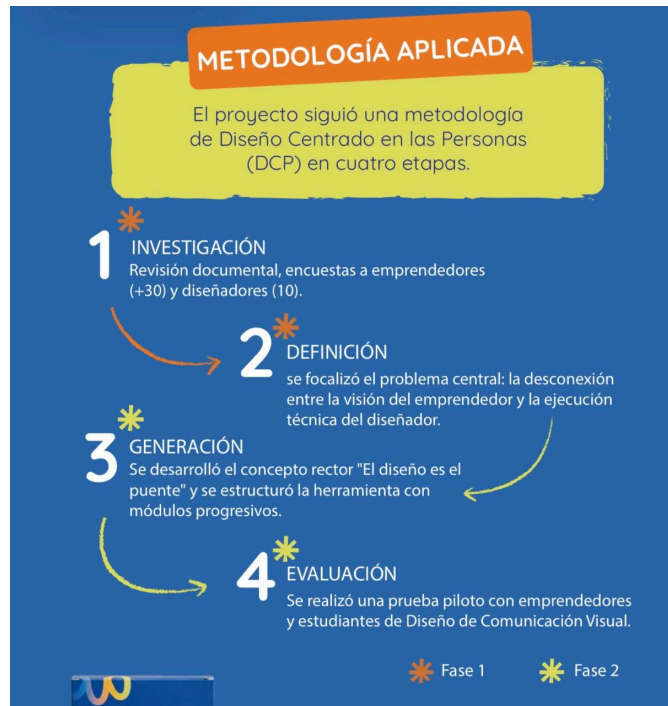 METODOLOGÍA APLICADA
El proyecto siguió una metodología
de Diseño Centrado en las Personas
(DCP) en cuatro etapas.
1
INVESTIGACIÓN
Revisión documental, encuestas a emprendedores
(+30) y diseñadores (10).
2
DEFINICIÓN
se focalizó el problema central: la desconexión
entre la visión del emprendedor y la ejecución
técnica del diseñador.
3
GENERACIÓN
Se desarrolló el concepto rector "El diseño es el
puente" y se estructuró la herramienta con
módulos progresivos.
4
EVALUACIÓN
Se realizó una prueba piloto con emprendedores
y estudiantes de Diseño de Comunicación Visual.
Fase 1
Fase 2